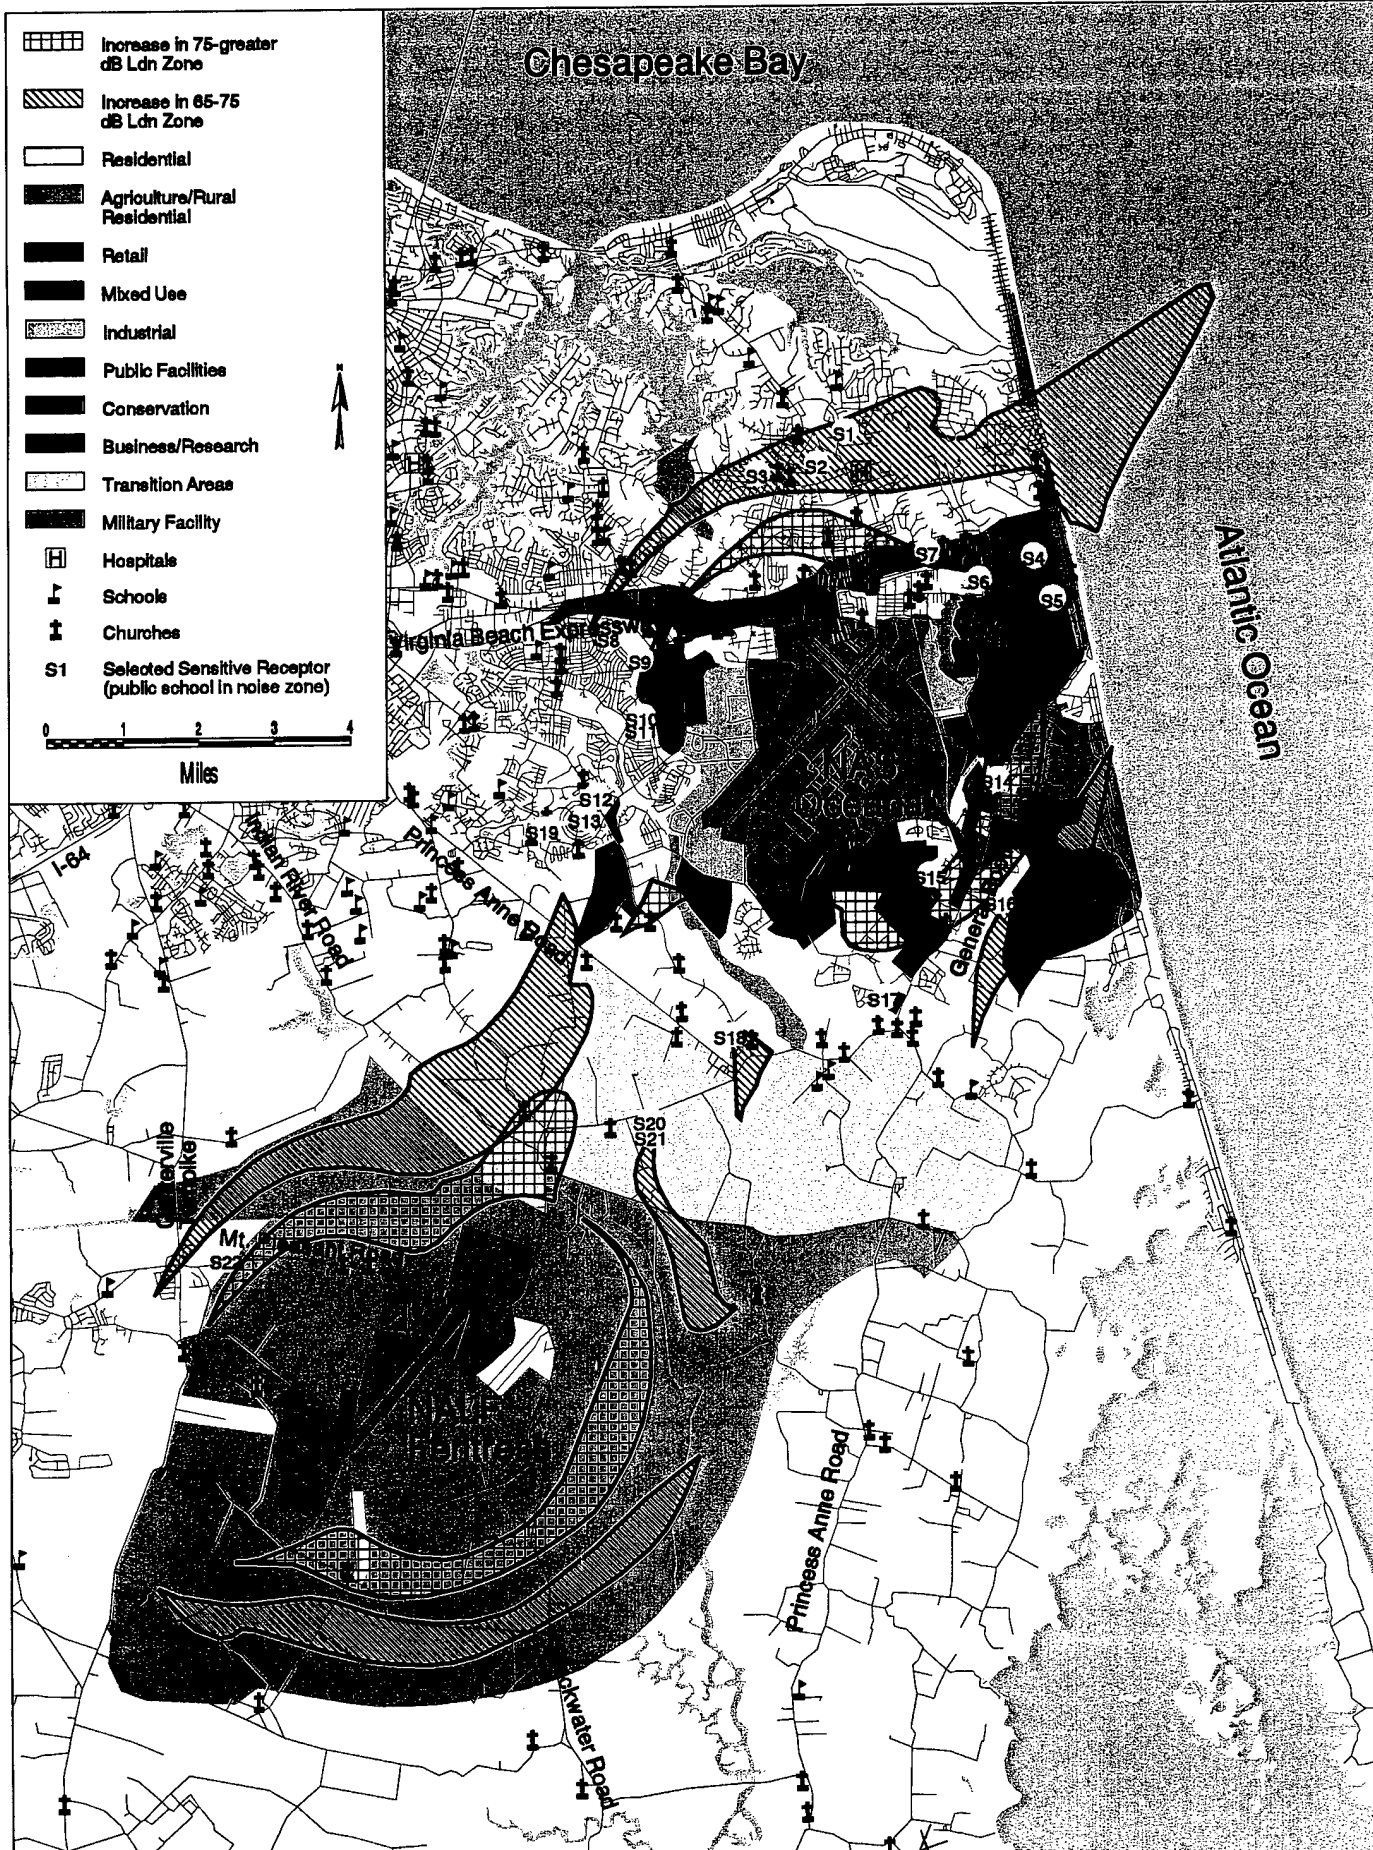 Increase in 75-greater
dB Ldn Zone
Increase in 65-75
dB Ldn Zone
Residential
Agriculture/Rural
Residential
Retail
Mixed Use
Industrial
Public Facilities
Conservation
Business/Research
Transition Areas
Military Facility
H Hospitals
Schools
Churches
S1 Selected Sensitive Receptor
(public school in noise zone)
N
0 1 2 3 4
Miles
Chesapeake Bay
Atlantic Ocean
S1
S2
S3
H
H
S7
S4
S6
S5
Virginia Beach
S8
S9
S10
S11
NAS
Oceana
S14
S12
S13
S19
S15
S16
I-64
Indian River Road
Princess Anne Road
S17
S18
S20
S21
Mt.
S22
NALF
Fentress
Princess Anne Road
ckwater Road